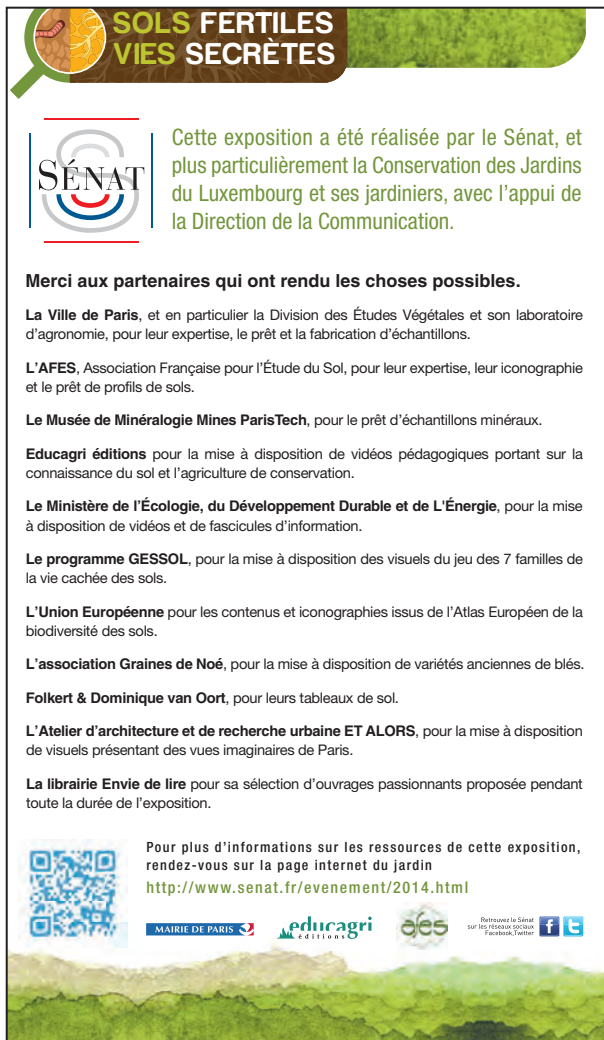 SOLS FERTILES
VIES SECRÈTES
SÉNAT
Cette exposition a été réalisée par le Sénat, et
plus particulièrement la Conservation des Jardins
du Luxembourg et ses jardiniers, avec l'appui de
la Direction de la Communication.
Merci aux partenaires qui ont rendu les choses possibles.
La Ville de Paris, et en particulier la Division des Études Végétales et son laboratoire
d'agronomie, pour leur expertise, le prêt et la fabrication d'échantillons.
L'AFES, Association Française pour l'Étude du Sol, pour leur expertise, leur iconographie
et le prêt de profils de sols.
Le Musée de Minéralogie Mines ParisTech, pour le prêt d'échantillons minéraux.
Educagri éditions pour la mise à disposition de vidéos pédagogiques portant sur la
connaissance du sol et l'agriculture de conservation.
Le Ministère de l'Écologie, du Développement Durable et de L'Énergie, pour la mise
à disposition de vidéos et de fascicules d'information.
Le programme GESSOL, pour la mise à disposition des visuels du jeu des 7 familles de
la vie cachée des sols.
L'Union Européenne pour les contenus et iconographies issus de l'Atlas Européen de la
biodiversité des sols.
L'association Graines de Noé, pour la mise à disposition de variétés anciennes de blés.
Folkert & Dominique van Oort, pour leurs tableaux de sol.
L'Atelier d'architecture et de recherche urbaine ET ALORS, pour la mise à disposition
de visuels présentant des vues imaginaires de Paris.
La librairie Envie de lire pour sa sélection d'ouvrages passionnants proposée pendant
toute la durée de l'exposition.
Pour plus d'informations sur les ressources de cette exposition,
rendez-vous sur la page internet du jardin
http://www.senat.fr/evenement/2014.html
MAIRIE DE PARIS
educagri
éditions
afes
Retrouvez le Sénat
sur les réseaux sociaux
Facebook,Twitter